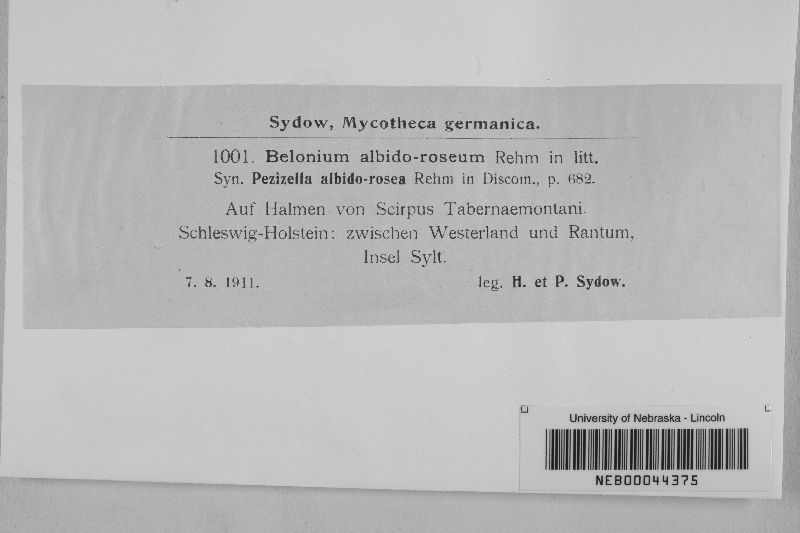 Sydow, Mycotheca germanica.
1001. Belonium albido-roseum Rehm in litt.
Syn. Pezizella albido-rosea Rehm in Discom., p. 682.
Auf Halmen von Scirpus Tabernaemontani.
Schleswig-Holstein: zwischen Westerland und Rantum,
Insel Sylt.
7. 8. 1911. leg. H. et P. Sydow.
University of Nebraska - Lincoln
NEB00044375